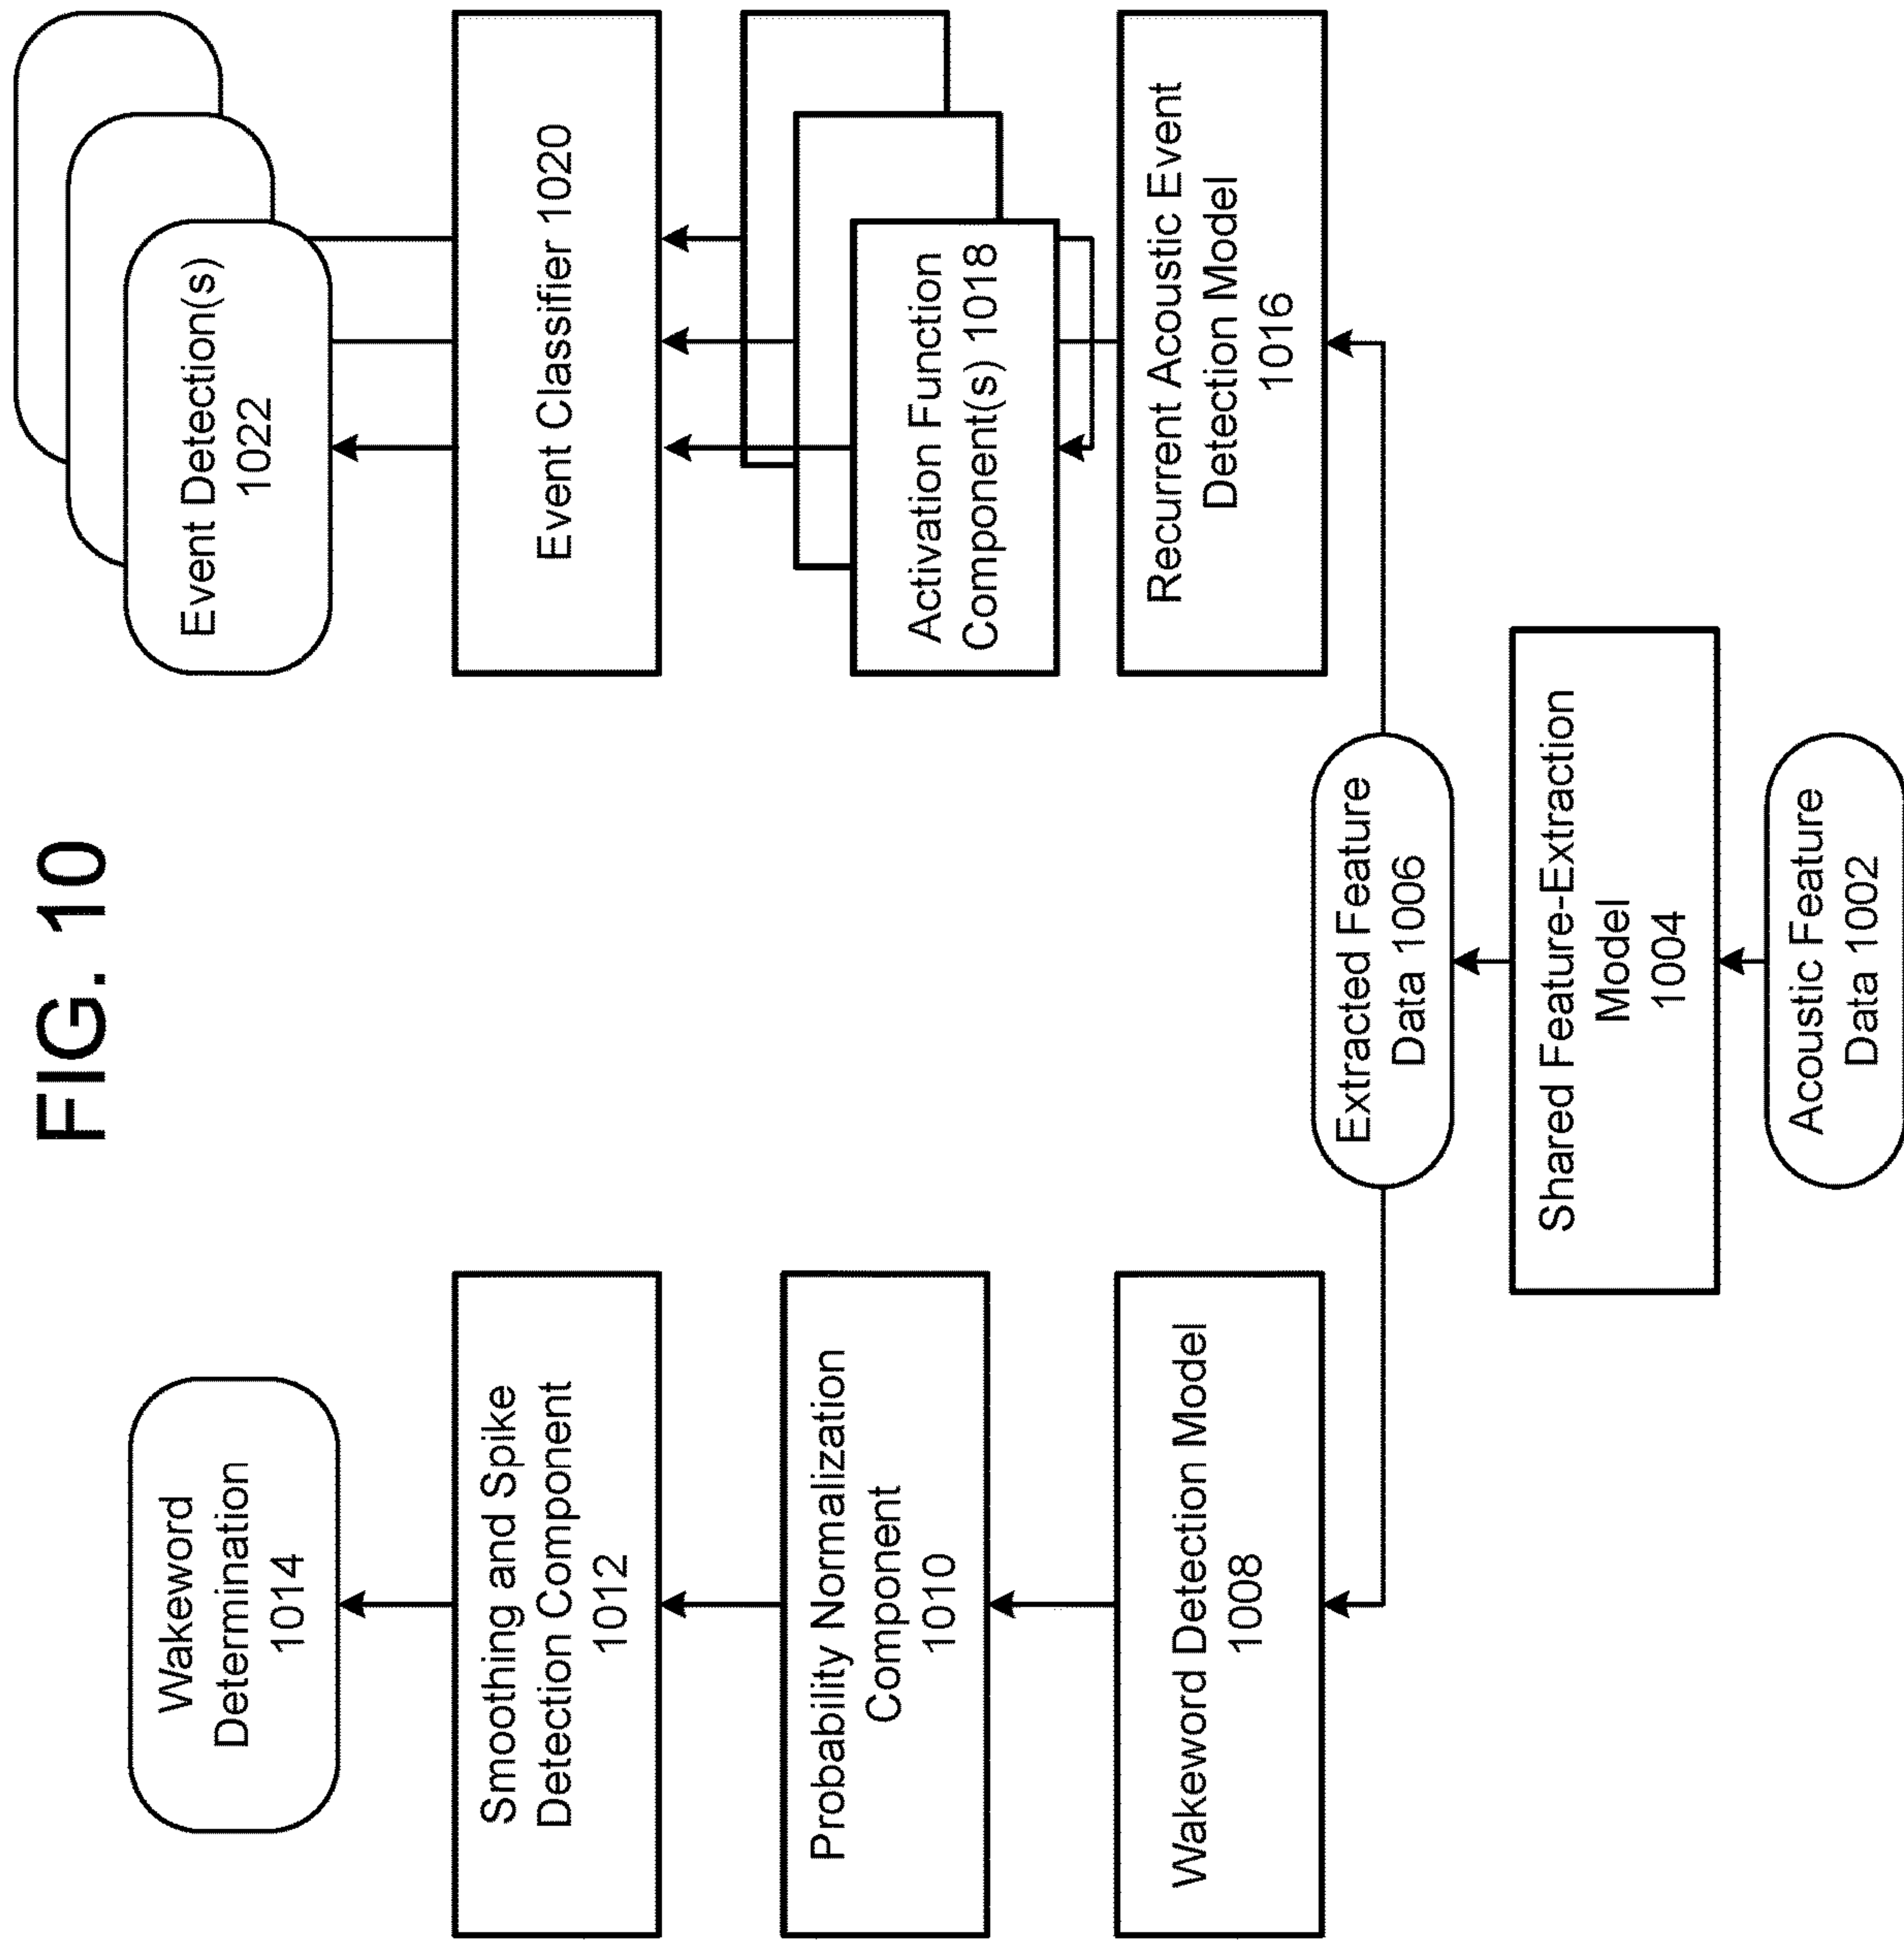 FIG. 10
Wakeword
Determination
1014
Smoothing and Spike
Detection Component
1012
Probability Normalization
Component
1010
Wakeword Detection Model
1008
Event Detection(s)
1022
Event Classifier 1020
Activation Function
Component(s) 1018
Recurrent Acoustic Event
Detection Model
1016
Extracted Feature
Data 1006
Shared Feature-Extraction
Model
1004
Acoustic Feature
Data 1002